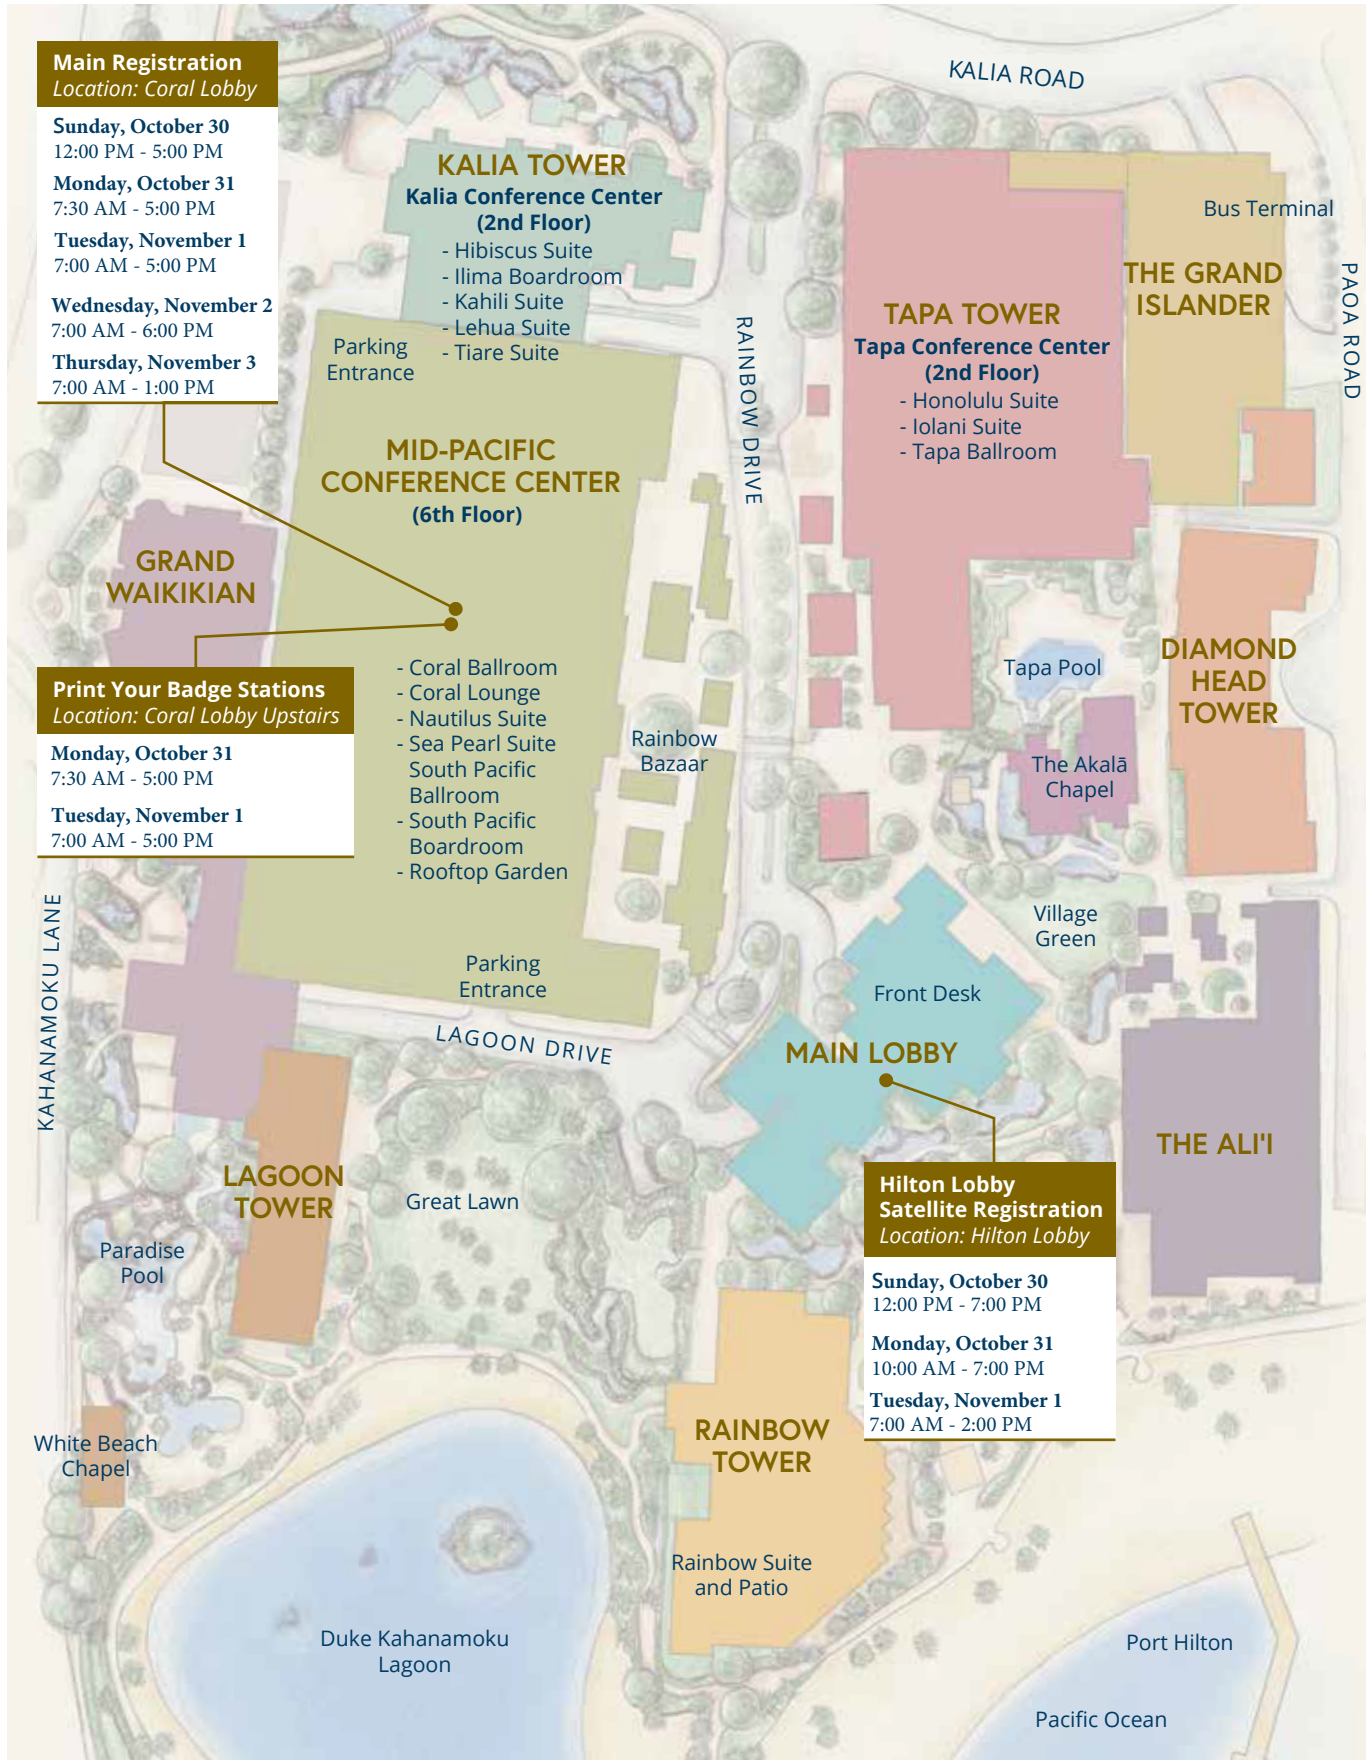 Main Registration
Location: Coral Lobby
Sunday, October 30
12:00 PM - 5:00 PM
Monday, October 31
7:30 AM - 5:00 PM
Tuesday, November 1
7:00 AM - 5:00 PM
Wednesday, November 2
7:00 AM - 6:00 PM
Thursday, November 3
7:00 AM - 1:00 PM
KALIA ROAD
KALIA TOWER
Kalia Conference Center
(2nd Floor)
- Hibiscus Suite
- Ilima Boardroom
- Kahili Suite
- Lehua Suite
- Tiare Suite
Parking
Entrance
RAINBOW DRIVE
TAPA TOWER
Tapa Conference Center
(2nd Floor)
- Honolulu Suite
- Iolani Suite
- Tapa Ballroom
Bus Terminal
THE GRAND
ISLANDER
PAOA ROAD
MID-PACIFIC
CONFERENCE CENTER
(6th Floor)
GRAND
WAIKIKIAN
Print Your Badge Stations
Location: Coral Lobby Upstairs
Monday, October 31
7:30 AM - 5:00 PM
Tuesday, November 1
7:00 AM - 5:00 PM
- Coral Ballroom
- Coral Lounge
- Nautilus Suite
- Sea Pearl Suite
South Pacific
Ballroom
- South Pacific
Boardroom
- Rooftop Garden
Rainbow
Bazaar
Tapa Pool
DIAMOND
HEAD
TOWER
The Akalā
Chapel
Village
Green
KAHANAMOKU LANE
Parking
Entrance
LAGOON DRIVE
Front Desk
MAIN LOBBY
THE ALI'I
LAGOON
TOWER
Great Lawn
Paradise
Pool
Hilton Lobby
Satellite Registration
Location: Hilton Lobby
Sunday, October 30
12:00 PM - 7:00 PM
Monday, October 31
10:00 AM - 7:00 PM
Tuesday, November 1
7:00 AM - 2:00 PM
White Beach
Chapel
RAINBOW
TOWER
Rainbow Suite
and Patio
Duke Kahanamoku
Lagoon
Port Hilton
Pacific Ocean